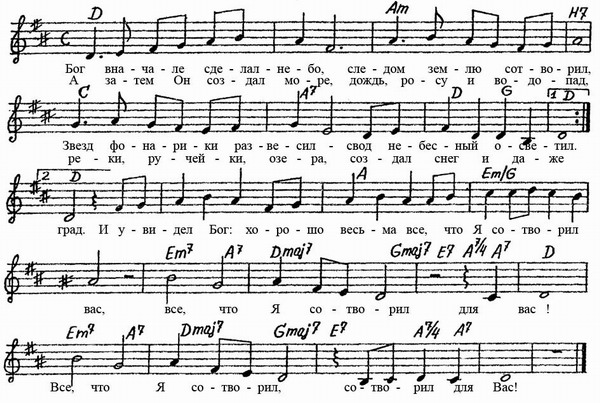 D Am H7
C
Бог вна-ча-ле сде-лал-не-бо, сле-дом зем-лю сот-во-рил,
А за-тем Он соз-дал мо-ре, дождь, ро-су и во-до-пад,
C A7 D G 1 D
Звезд фо-на-ри-ки раз-ве-сил свод не-бес-ный о-све-тил.
ре-ки, ру-чей-ки, озе-ра, соз-дал снег и да-же
2 D A Em/G
град. И у-ви-дел Бог: хо-ро-шо весь-ма все, что Я со-тво-рил
Em7 A7 Dmaj7 Gmaj7 E7 A7/4 A7 D
вас, все, что Я со-тво-рил для вас !
Em7 A7 Dmaj7 Gmaj7 E7 A7/4 A7
Все, что Я со-тво-рил, со-тво-рил для Вас!